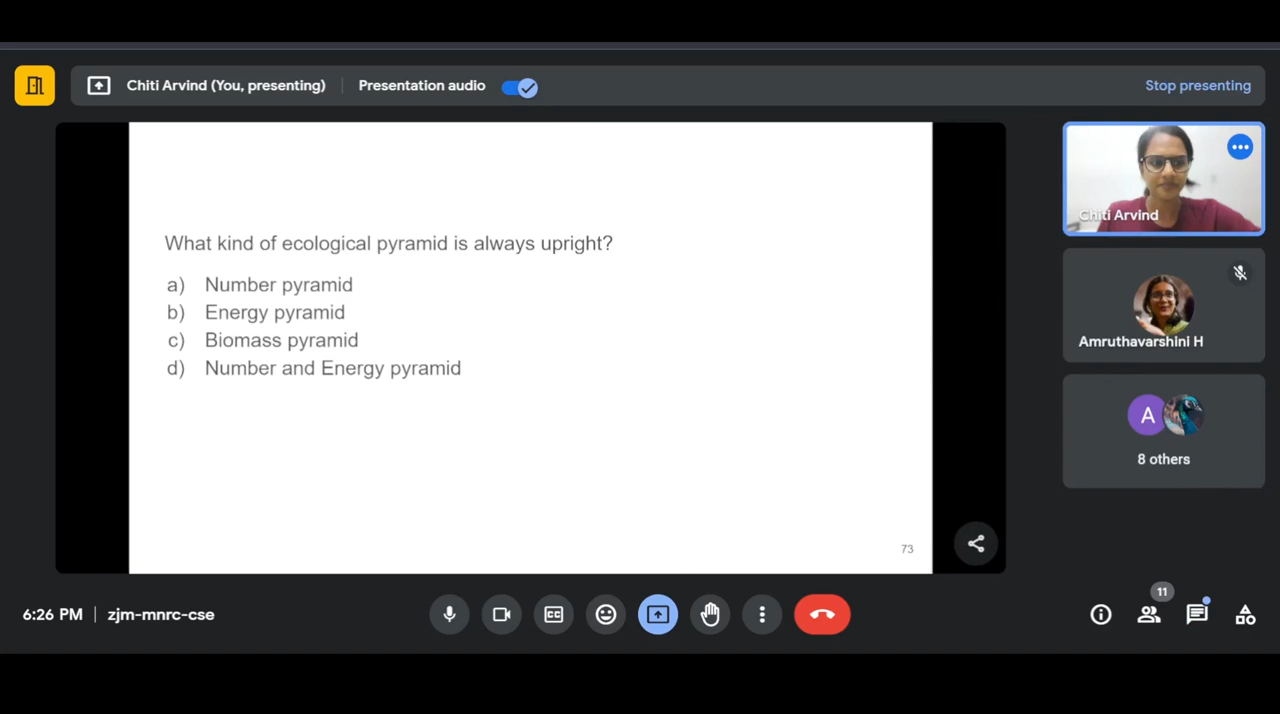 Chiti Arvind (You, presenting)
Presentation audio
Stop presenting
What kind of ecological pyramid is always upright?
a) Number pyramid
b) Energy pyramid
c) Biomass pyramid
d) Number and Energy pyramid
73
Chiti Arvind
Amruthavarshini H
A
8 others
6:26 PM
zjm-mnrc-cse
CC
11